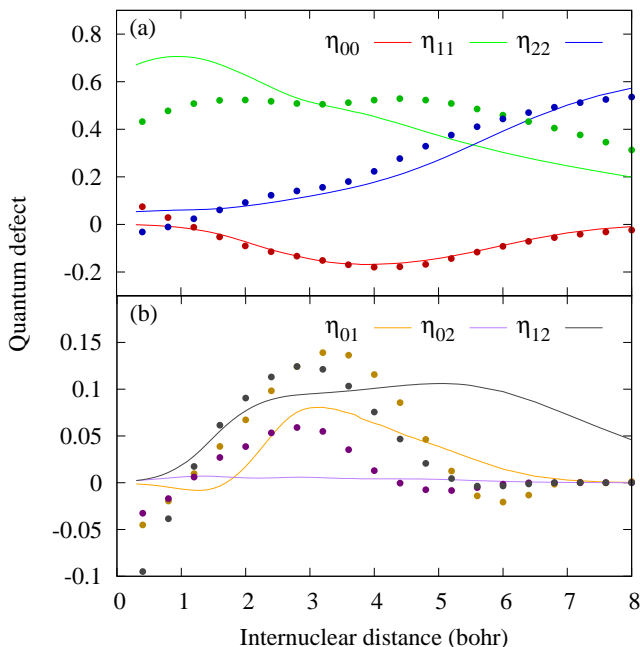 (a)
η00 η11 η22
0.8
0.6
0.4
0.2
0
-0.2
Quantum defect
(b)
η01 η02 η12
0.15
0.1
0.05
0
-0.05
-0.1
0 1 2 3 4 5 6 7 8
Internuclear distance (bohr)